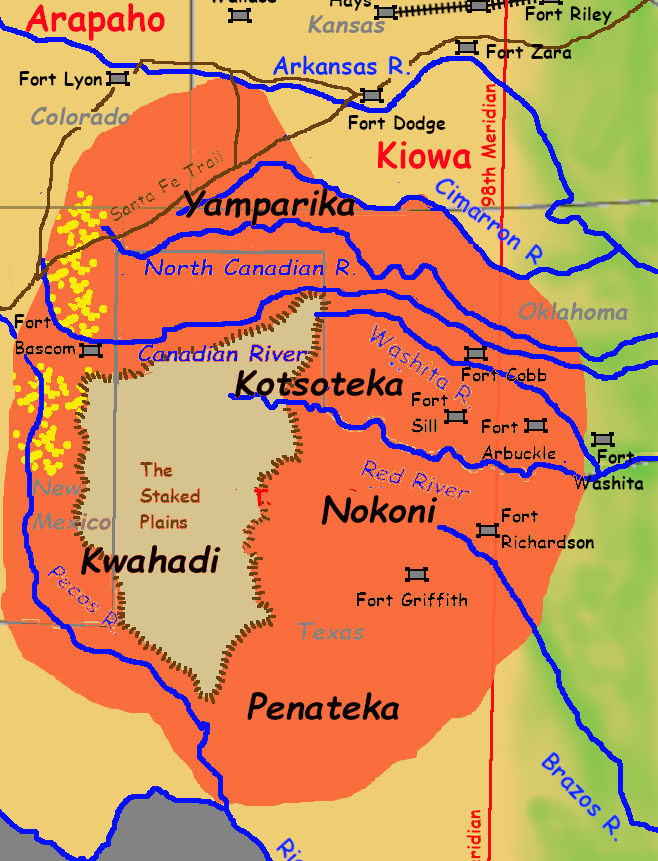 Arapaho
Hays
Kansas
Fort Riley
Fort Zara
Fort Lyon
Arkansas R.
Colorado
Fort Dodge
Kiowa
98th Meridian
Santa Fe Trail
Yamparika
Cimarron R.
North Canadian R.
Oklahoma
Fort
Bascom
Canadian River
Washita R.
Fort Cobb
Kotsoteka
Fort
Sill
Fort
Arbuckle
Fort
Washita
The
Staked
Plains
Red River
New
Mexico
Nokoni
Fort
Richardson
Kwahadi
Pecos R.
Fort Griffith
Texas
Penateka
Brazos R.
ridian